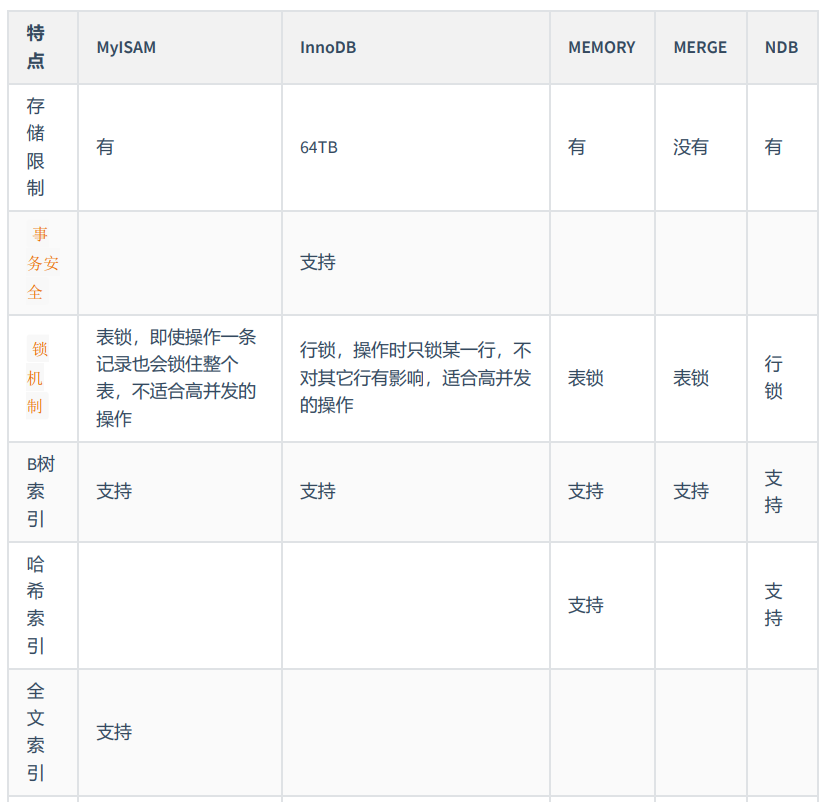 特
点
MyISAM
InnoDB
MEMORY
MERGE
NDB
存
储
限
制
有
64TB
有
没有
有
事
务安
全
支持
锁
机
制
表锁，即使操作一条
记录也会锁住整个
表，不适合高并发的
操作
行锁，操作时只锁某一行，不
对其它行有影响，适合高并发
的操作
表锁
表锁
行
锁
B树
索
引
支持
支持
支持
支持
支
持
哈
希
索
引
支持
支
持
全
文
索
引
支持